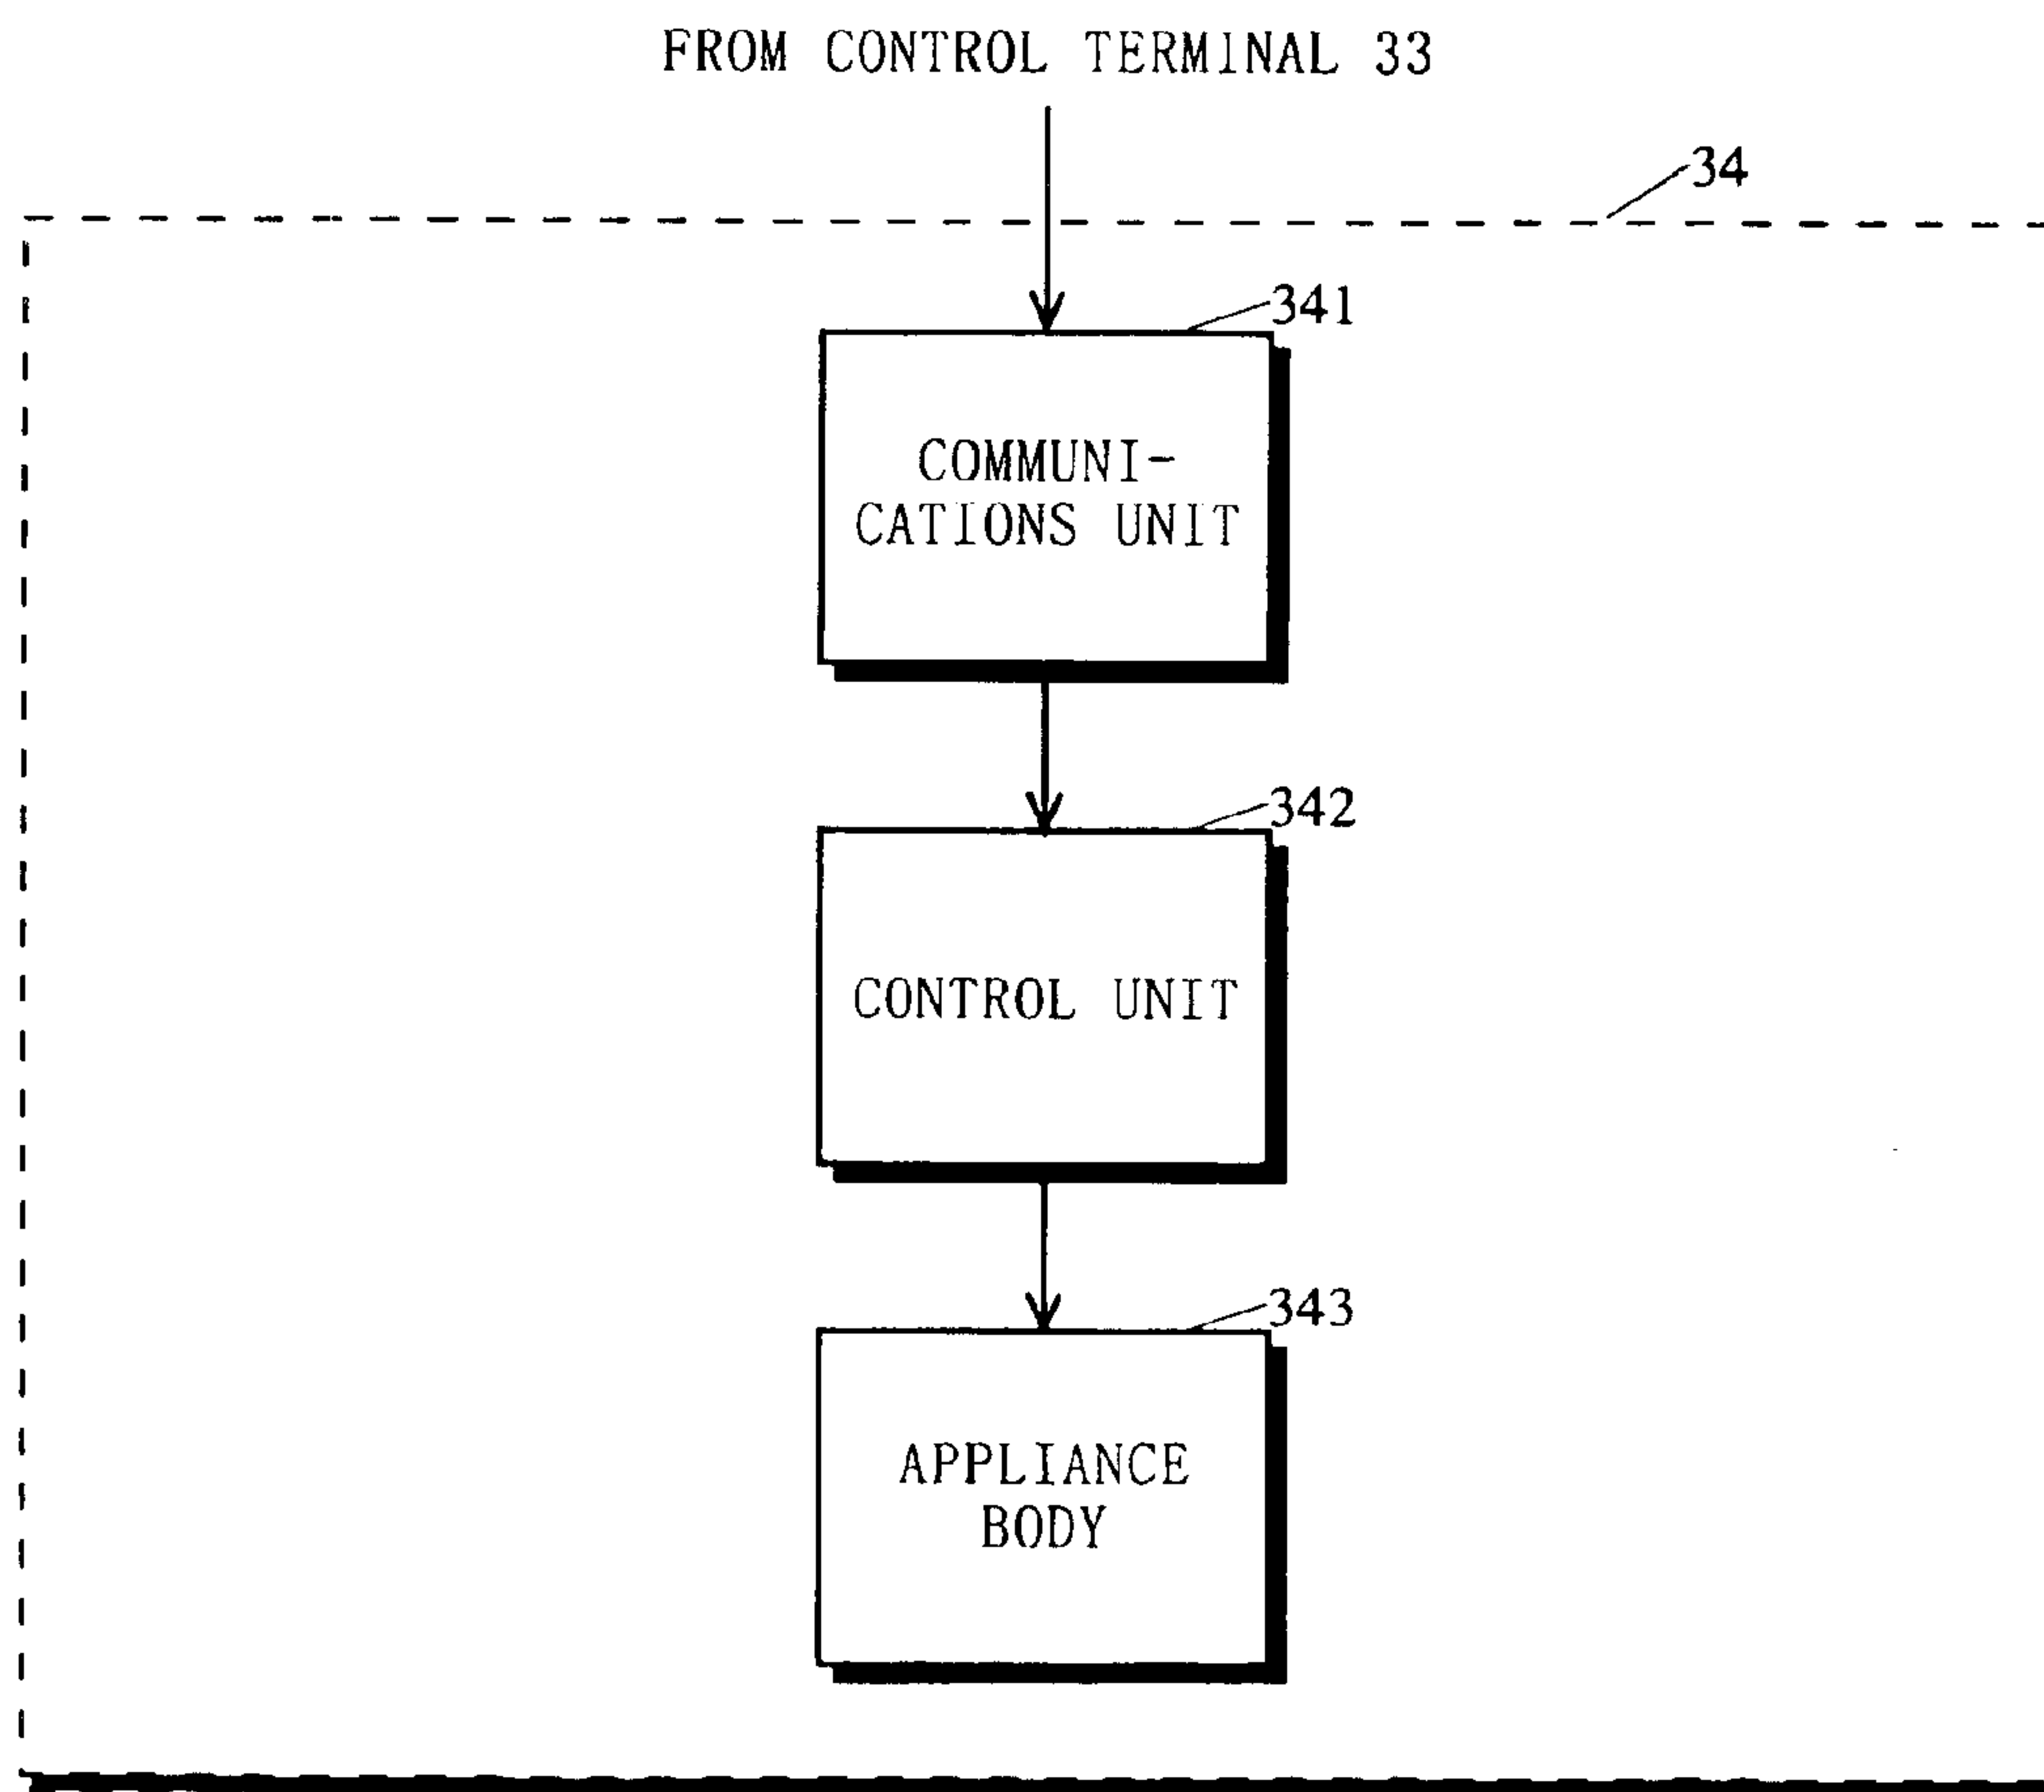 FROM CONTROL TERMINAL 33
34
341
COMMUNI-
CATIONS UNIT
342
CONTROL UNIT
343
APPLIANCE
BODY